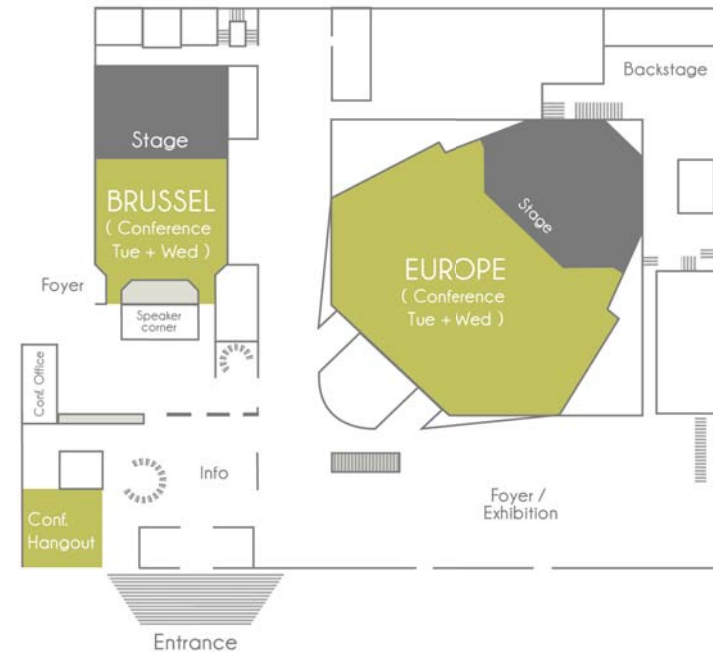 Backstage
Stage
BRUSSEL
( Conference
Tue + Wed )
Stage
EUROPE
( Conference
Tue + Wed )
Foyer
Speaker
corner
Conf. Office
Info
Foyer /
Exhibition
Conf.
Hangout
Entrance